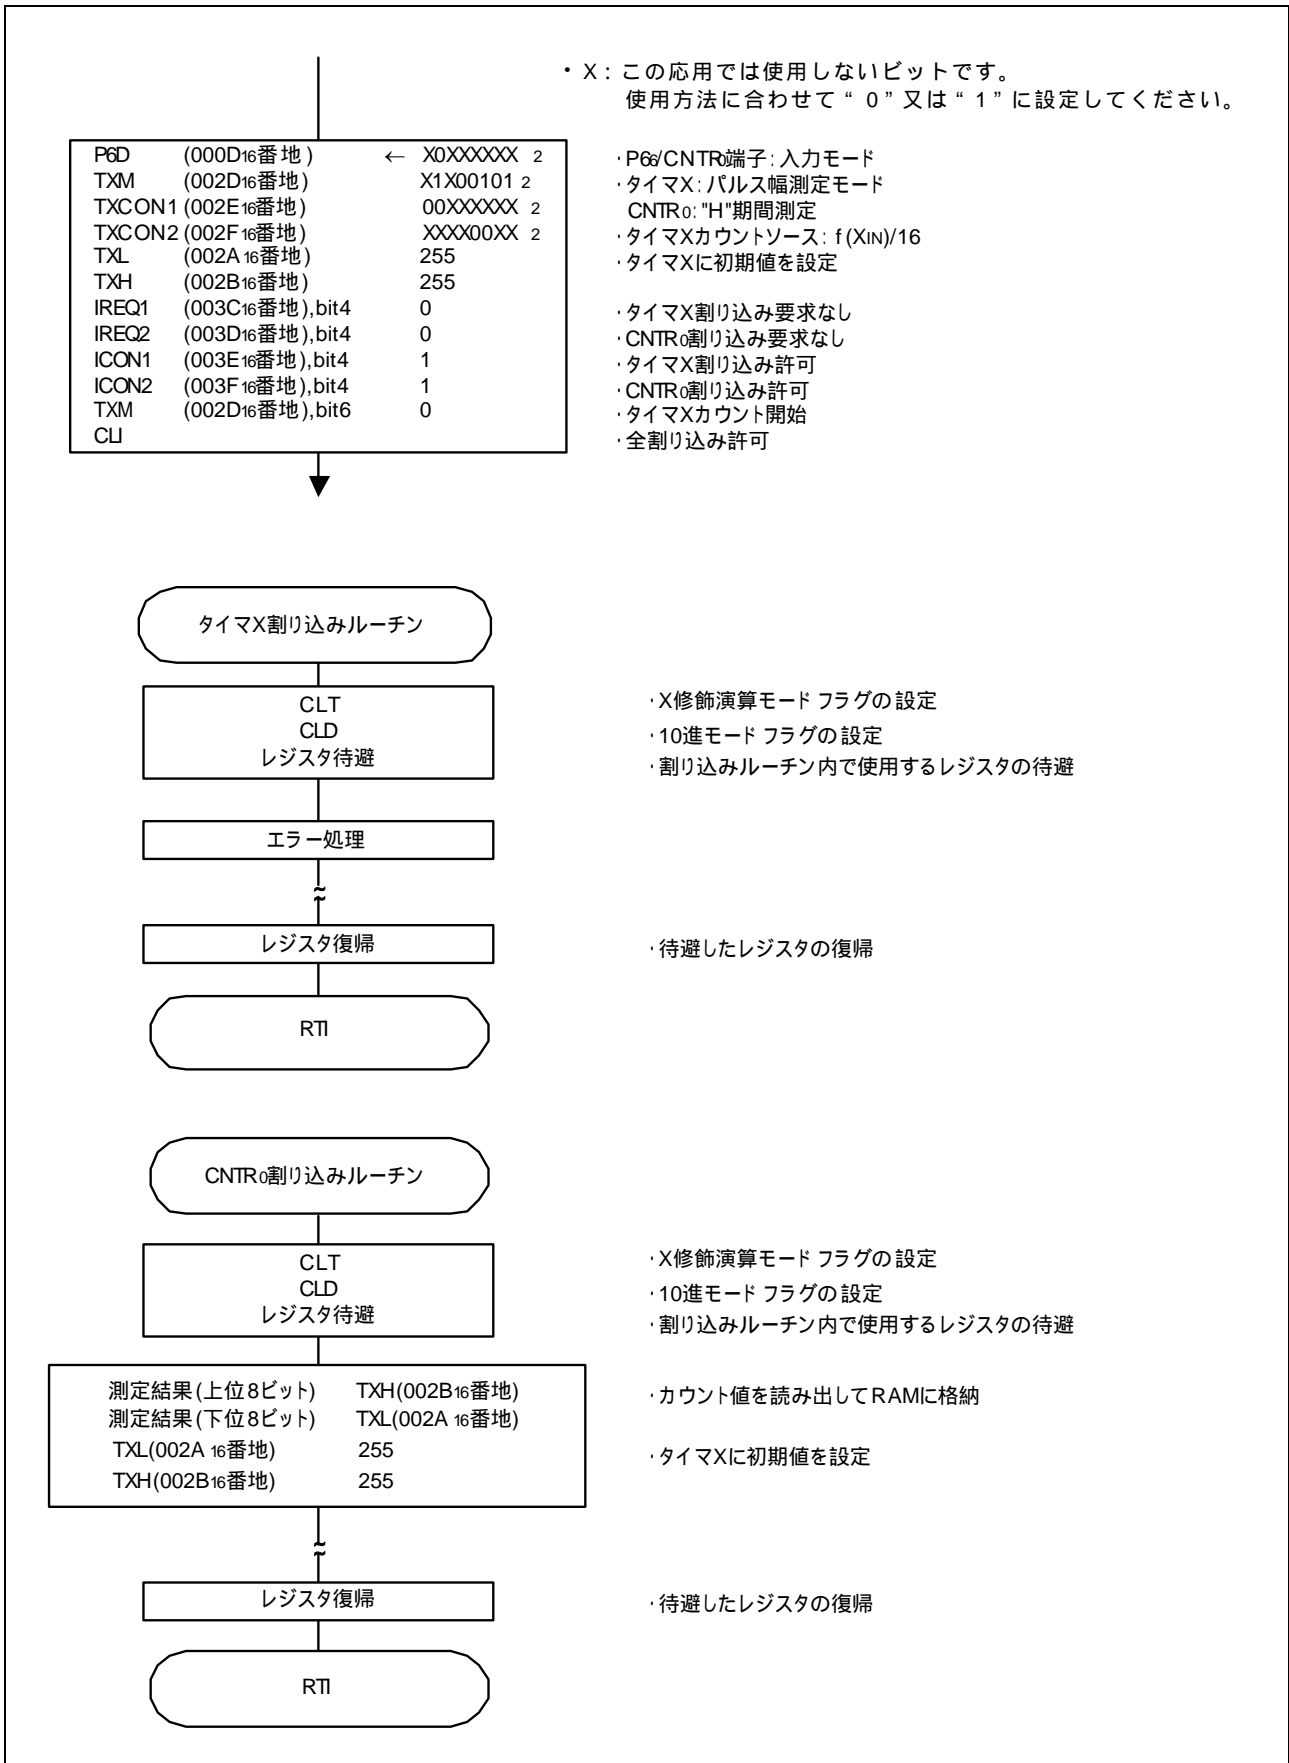 ・X：この応用では使用しないビットです。
使用方法に合わせて“0”又は“1”に設定してください。
P6D (000D16番地) ← X0XXXXXX 2 ・P66/CNTR0端子：入力モード
TXM (002D16番地) X1X00101 2 ・タイマX：パルス幅測定モード
CNTR0："H"期間測定
TXCON1 (002E16番地) 00XXXXXX 2
TXCON2 (002F16番地) XXXX00XX 2 ・タイマXカウントソース：f(XIN)/16
TXL (002A16番地) 255 ・タイマXに初期値を設定
TXH (002B16番地) 255
IREQ1 (003C16番地),bit4 0 ・タイマX割り込み要求なし
IREQ2 (003D16番地),bit4 0 ・CNTR0割り込み要求なし
ICON1 (003E16番地),bit4 1 ・タイマX割り込み許可
ICON2 (003F16番地),bit4 1 ・CNTR0割り込み許可
TXM (002D16番地),bit6 0 ・タイマXカウント開始
CLI ・全割り込み許可
タイマX割り込みルーチン
CLT ・X修飾演算モードフラグの設定
CLD ・10進モードフラグの設定
レジスタ待避 ・割り込みルーチン内で使用するレジスタの待避
エラー処理
レジスタ復帰 ・待避したレジスタの復帰
RTI
CNTR0割り込みルーチン
CLT ・X修飾演算モードフラグの設定
CLD ・10進モードフラグの設定
レジスタ待避 ・割り込みルーチン内で使用するレジスタの待避
測定結果(上位8ビット) TXH(002B16番地) ・カウント値を読み出してRAMに格納
測定結果(下位8ビット) TXL(002A16番地)
TXL(002A16番地) 255 ・タイマXに初期値を設定
TXH(002B16番地) 255
レジスタ復帰 ・待避したレジスタの復帰
RTI